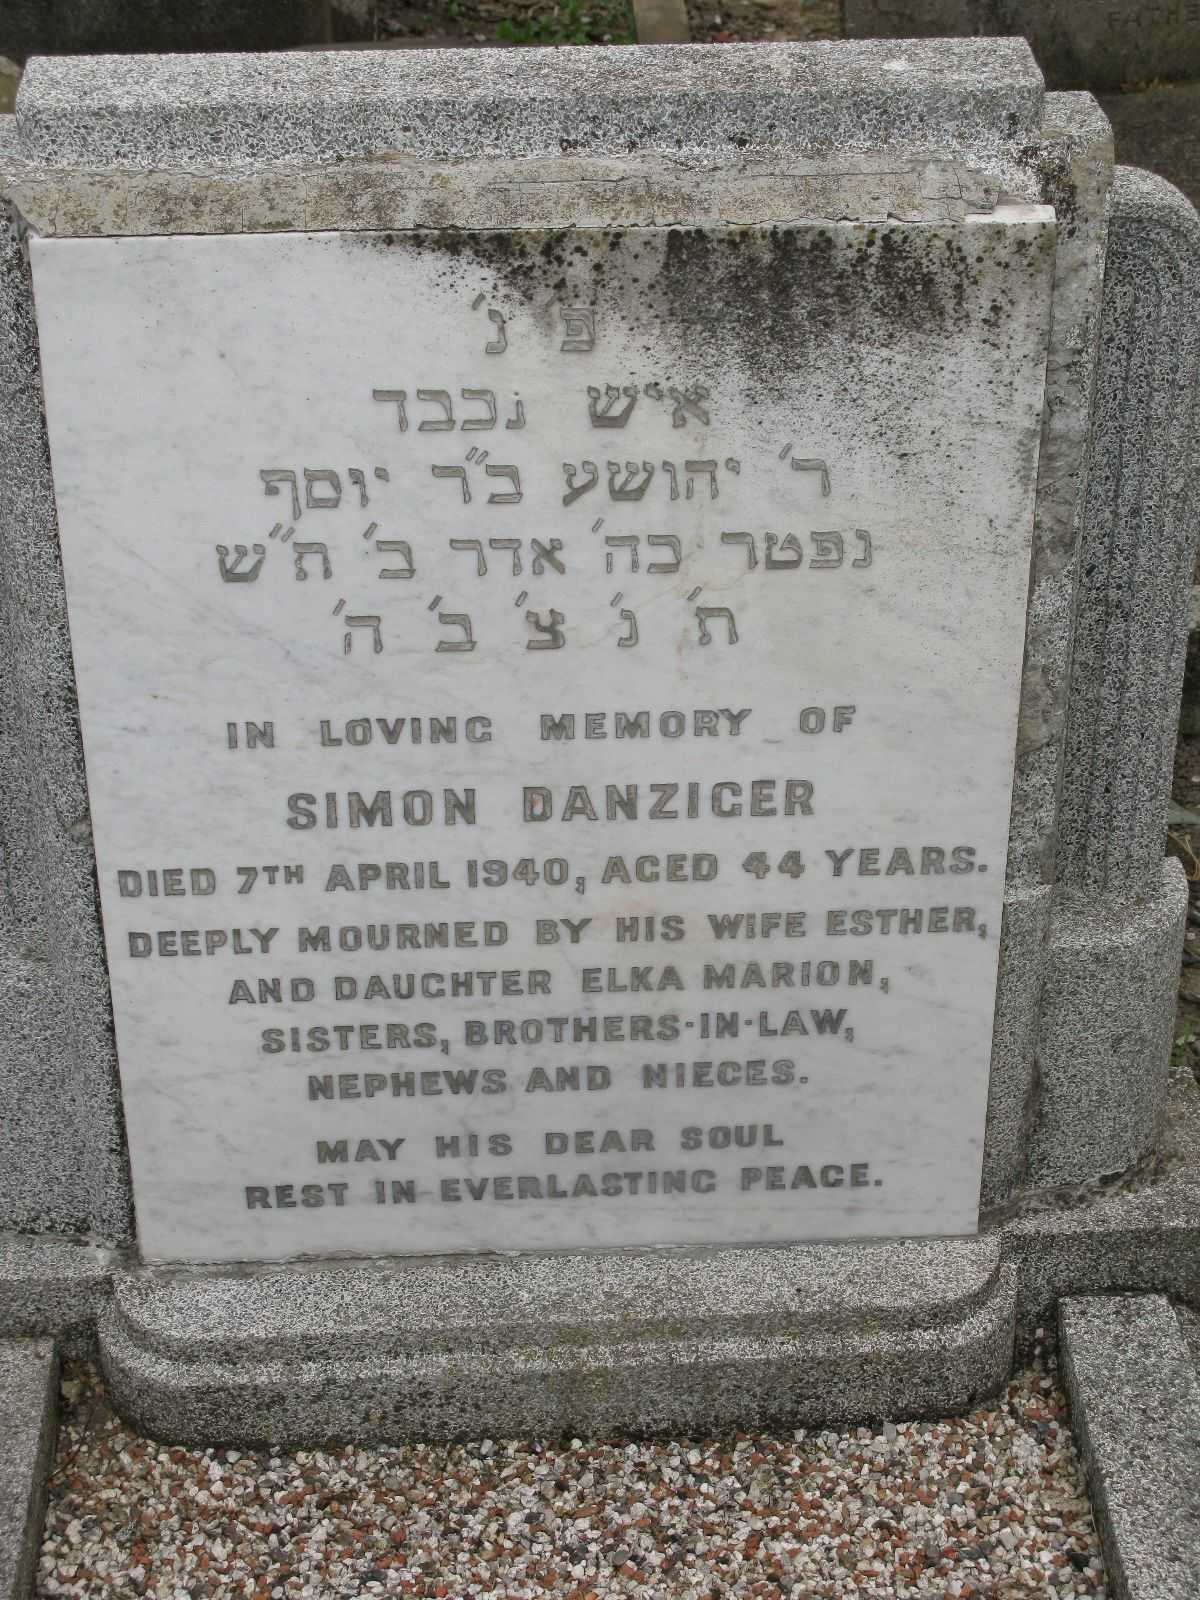 פ׳ נ׳
איש נכבד
ר׳ יהושע ב״ר יוסף
נפטר כה׳ אדר ב׳ ת״ש
ת׳ נ׳ צ׳ ב׳ ה׳
IN LOVING MEMORY OF
SIMON DANZIGER
DIED 7TH APRIL 1940, AGED 44 YEARS.
DEEPLY MOURNED BY HIS WIFE ESTHER,
AND DAUGHTER ELKA MARION,
SISTERS, BROTHERS-IN-LAW,
NEPHEWS AND NIECES.
MAY HIS DEAR SOUL
REST IN EVERLASTING PEACE.